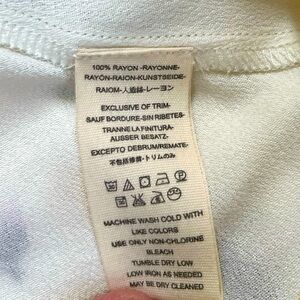 100% RAYON -RAYONNE-
RAYÓN-RAION-KUNSTSEIDE-
RAIOM-人造絲-レーヨン
EXCLUSIVE OF TRIM-
SAUF BORDURE-SIN RIBETES-
TRANNE LA FINITURA-
AUSSER BESATZ-
EXCEPTO DEBRUM/REMATE-
不包括修前-トリムのみ
MACHINE WASH COLD WITH
LIKE COLORS
USE ONLY NON-CHLORINE
BLEACH
TUMBLE DRY LOW
LOW IRON AS NEEDED
MAY BE DRY CLEANED